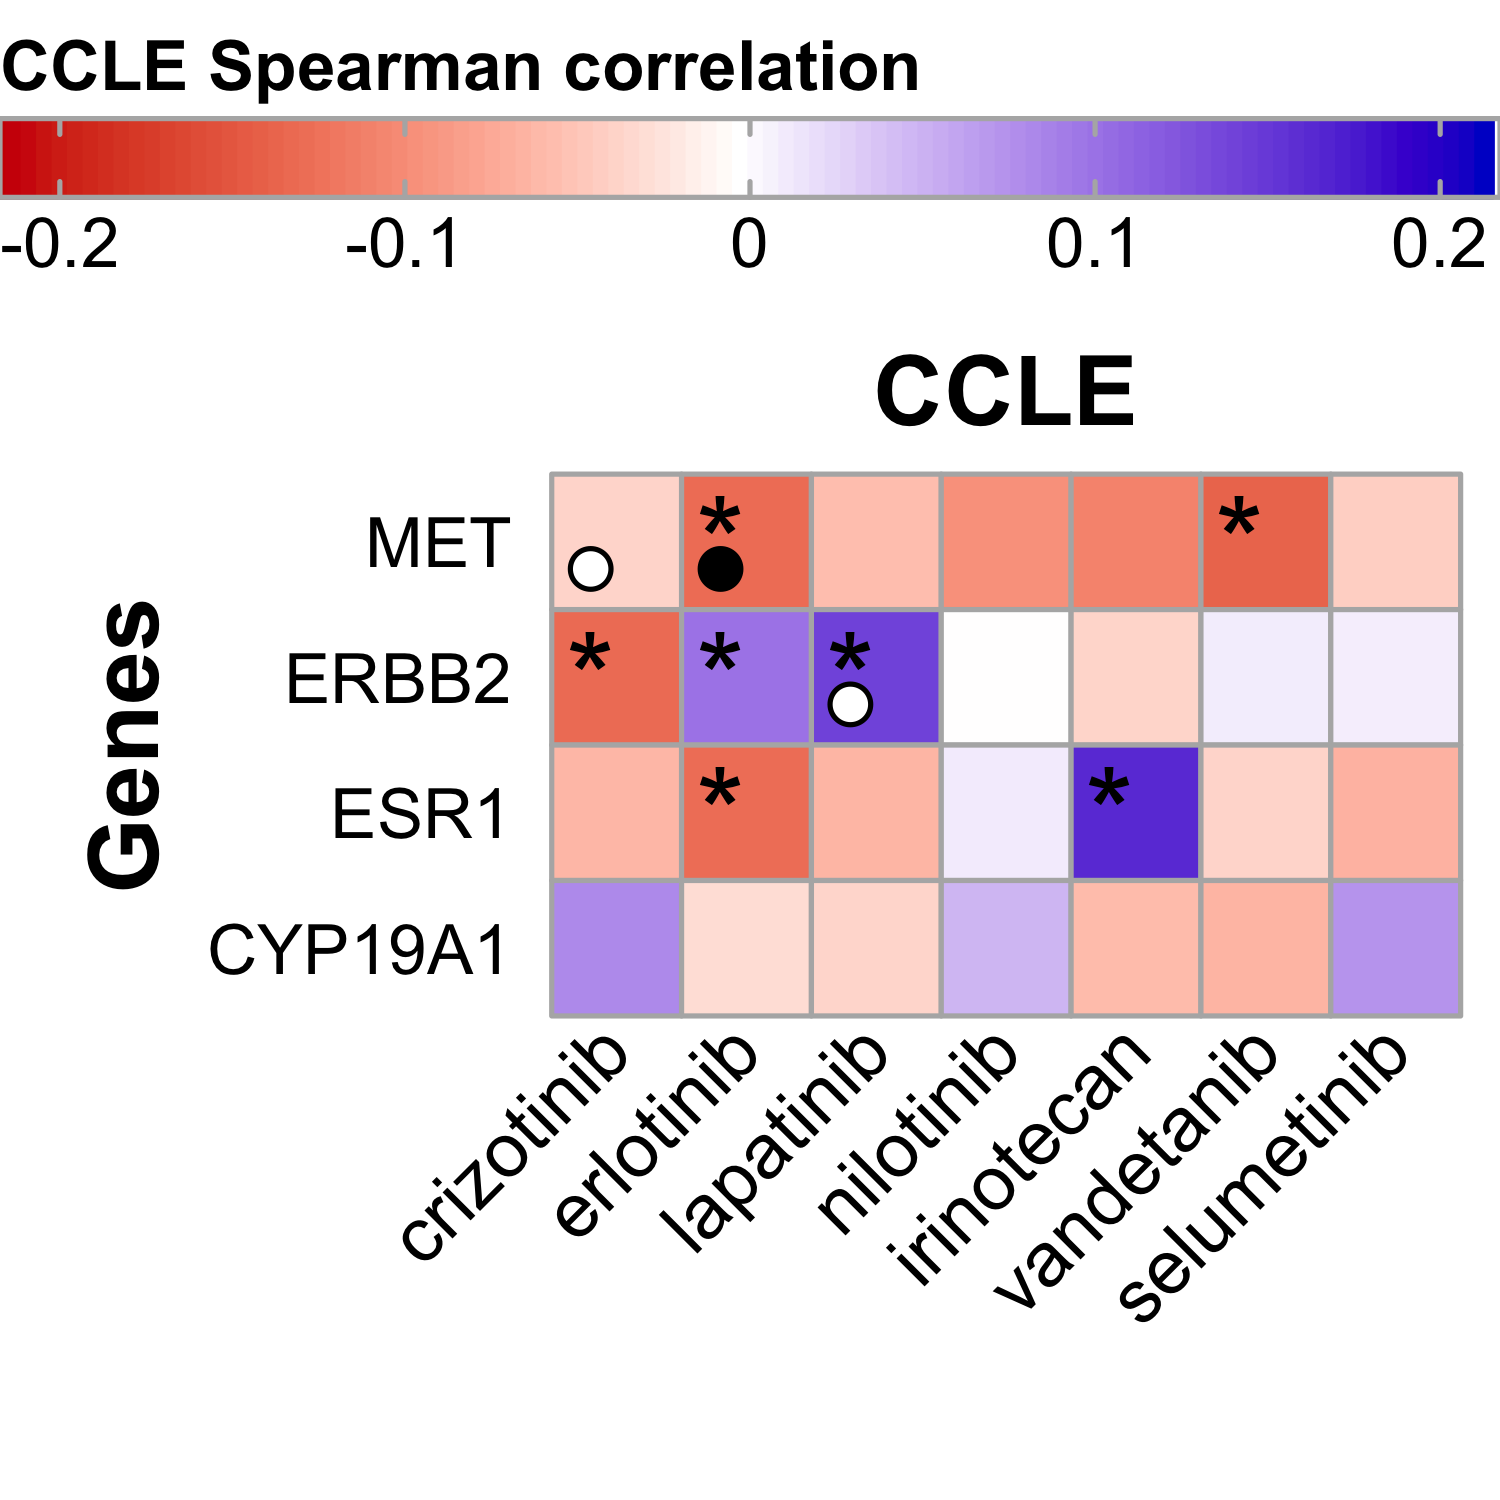 CCLE Spearman correlation
-0.2 -0.1 0 0.1 0.2
CCLE
Genes
MET * *
ERBB2 * * *
ESR1 * *
CYP19A1
crizotinib erlotinib lapatinib nilotinib irinotecan vandetanib selumetinib